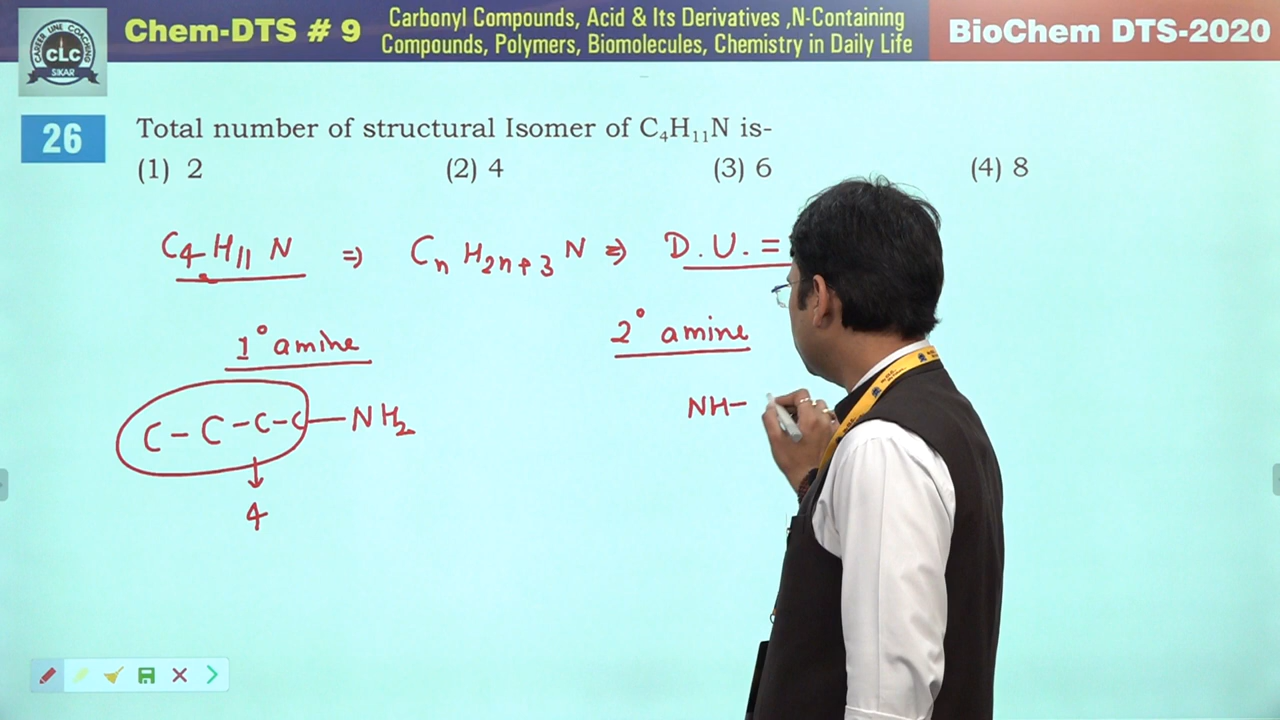 CAREER LINE COACHING
CLC
SIKAR
Chem-DTS # 9
Carbonyl Compounds, Acid & Its Derivatives ,N-Containing
Compounds, Polymers, Biomolecules, Chemistry in Daily Life
BioChem DTS-2020
26
Total number of structural Isomer of C₄H₁₁N is-
(1) 2
(2) 4
(3) 6
(4) 8
C₄H₁₁N ⇒ CₙH₂ₙ₊₃N ⇒ D.U. =
1° amine
2° amine
C-C-C-C-NH₂
NH-
↓
4